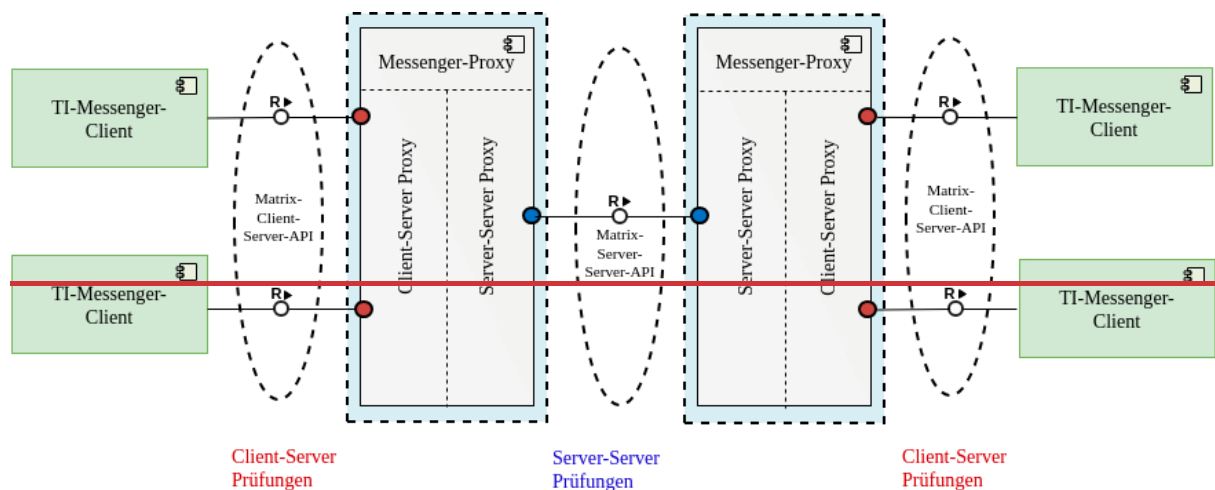 Messenger-Proxy
Messenger-Proxy
TI-Messenger-
Client
R
R
R
TI-Messenger-
Client
Client-Server Proxy
Server-Server Proxy
Server-Server Proxy
Client-Server Proxy
Matrix-
Client-
Server-API
Matrix-
Server-
Server-API
Matrix-
Client-
Server-API
TI-Messenger-
Client
R
R
TI-Messenger-
Client
Client-Server
Prüfungen
Server-Server
Prüfungen
Client-Server
Prüfungen